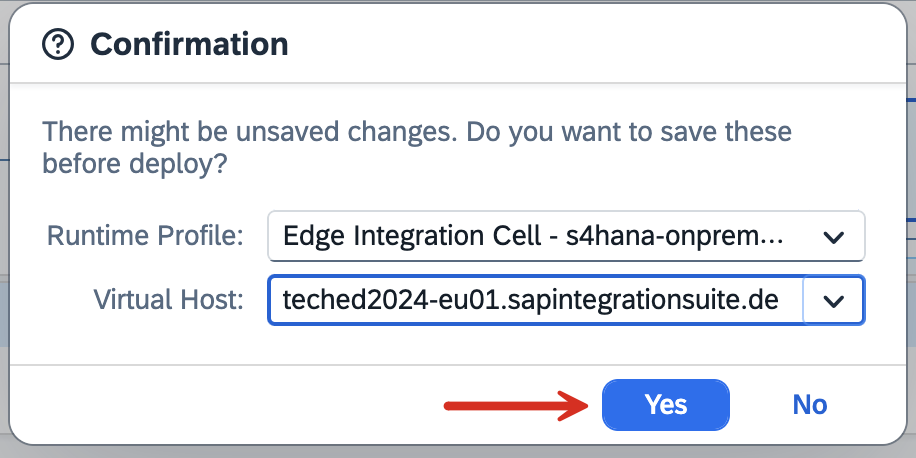 Confirmation
There might be unsaved changes. Do you want to save these
before deploy?
Runtime Profile: Edge Integration Cell - s4hana-onprem...
Virtual Host: teched2024-eu01.sapintegrationsuite.de
Yes No